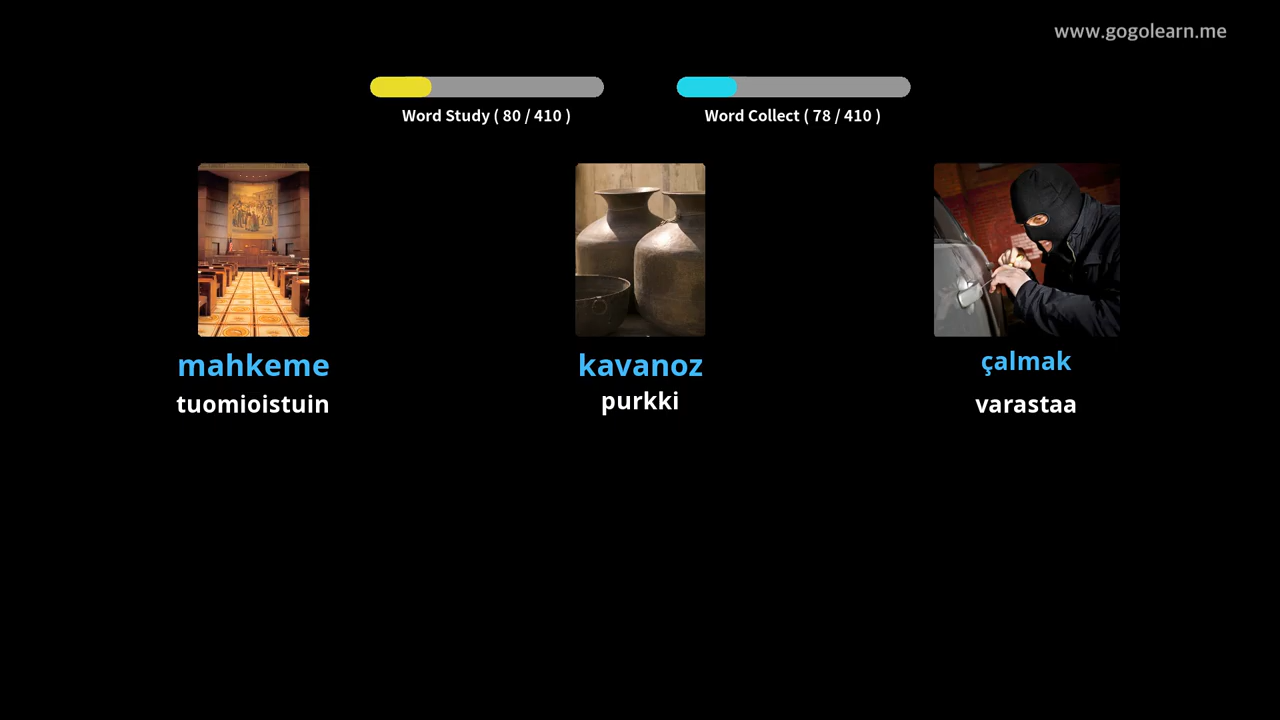 www.gogolearn.me
Word Study ( 80 / 410 )
Word Collect ( 78 / 410 )
mahkeme
tuomioistuin
kavanoz
purkki
çalmak
varastaa